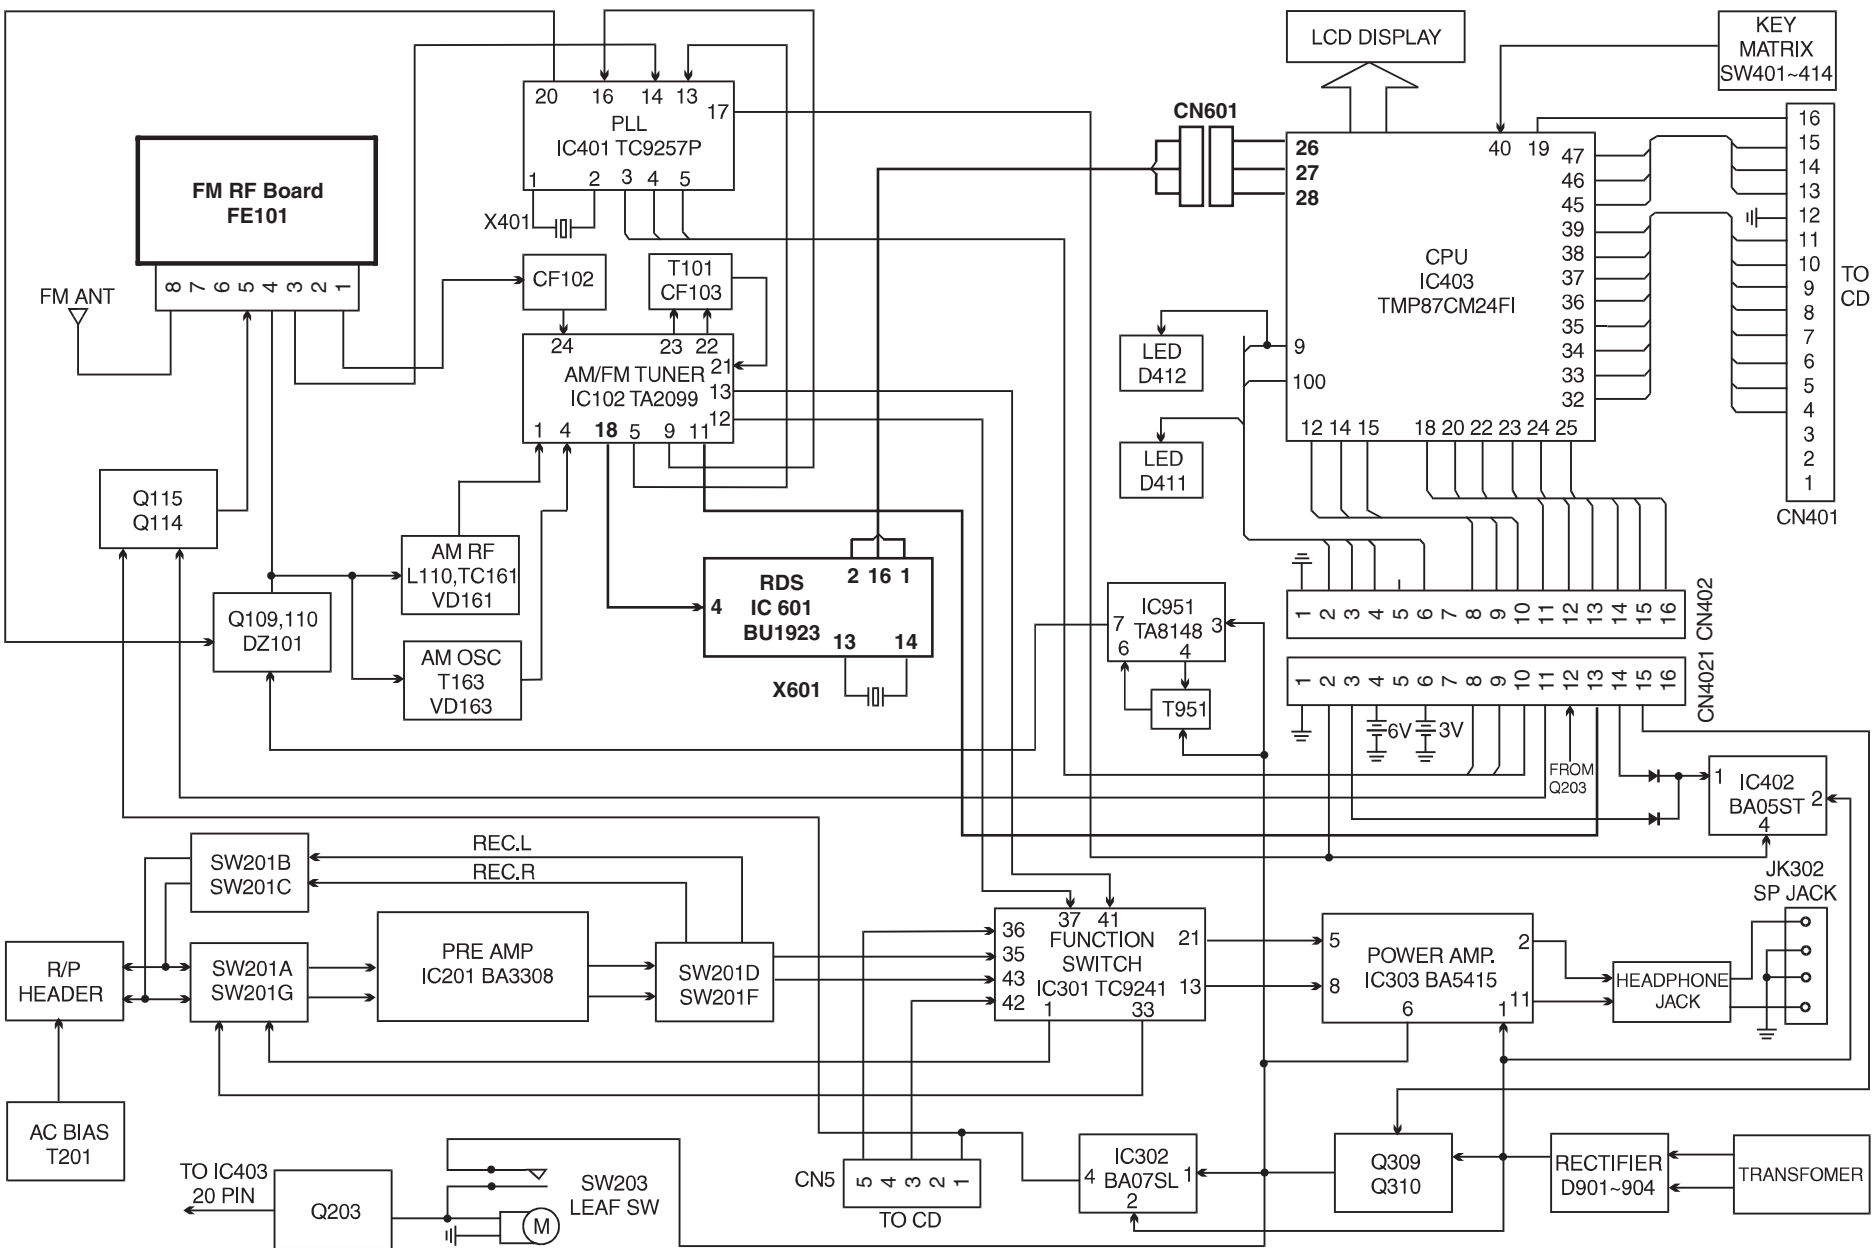 LCD DISPLAY
KEY
MATRIX
SW401~414
20 16 14 13
17
PLL
IC401 TC9257P
1 2 3 4 5
X401
FM RF Board
FE101
8 7 6 5 4 3 2 1
FM ANT
CF102
T101
CF103
24 23 22
21
AM/FM TUNER
13
IC102 TA2099
12
1 4 18 5 9 11
CN601
26
27
28
40 19
47
46
45
39
38
37
36
35
34
33
32
CPU
IC403
TMP87CM24FI
9
100
12 14 15 18 20 22 23 24 25
16
15
14
13
12
11
10
9
8
7
6
5
4
3
2
1
TO
CD
CN401
LED
D412
LED
D411
Q115
Q114
AM RF
L110,TC161
VD161
Q109,110
DZ101
AM OSC
T163
VD163
2 16 1
RDS
IC 601
BU1923
4
13 14
X601
IC951
TA8148
7 3
6 4
T951
1 2 3 4 5 6 7 8 9 10 11 12 13 14 15 16
CN402
1 2 3 4 5 6 7 8 9 10 11 12 13 14 15 16
CN4021
6V 3V
FROM
Q203
1
IC402
BA05ST
2
4
JK302
SP JACK
REC.L
REC.R
SW201B
SW201C
R/P
HEADER
SW201A
SW201G
PRE AMP
IC201 BA3308
SW201D
SW201F
37 41
36
35
43
42
FUNCTION
SWITCH
IC301 TC9241
21
13
1 33
5
8
POWER AMP.
IC303 BA5415
2
11
6 1
HEADPHONE
JACK
AC BIAS
T201
TO IC403
20 PIN
Q203
SW203
LEAF SW
M
CN5
5 4 3 2 1
TO CD
IC302
BA07SL
4 1
2
Q309
Q310
RECTIFIER
D901~904
TRANSFOMER